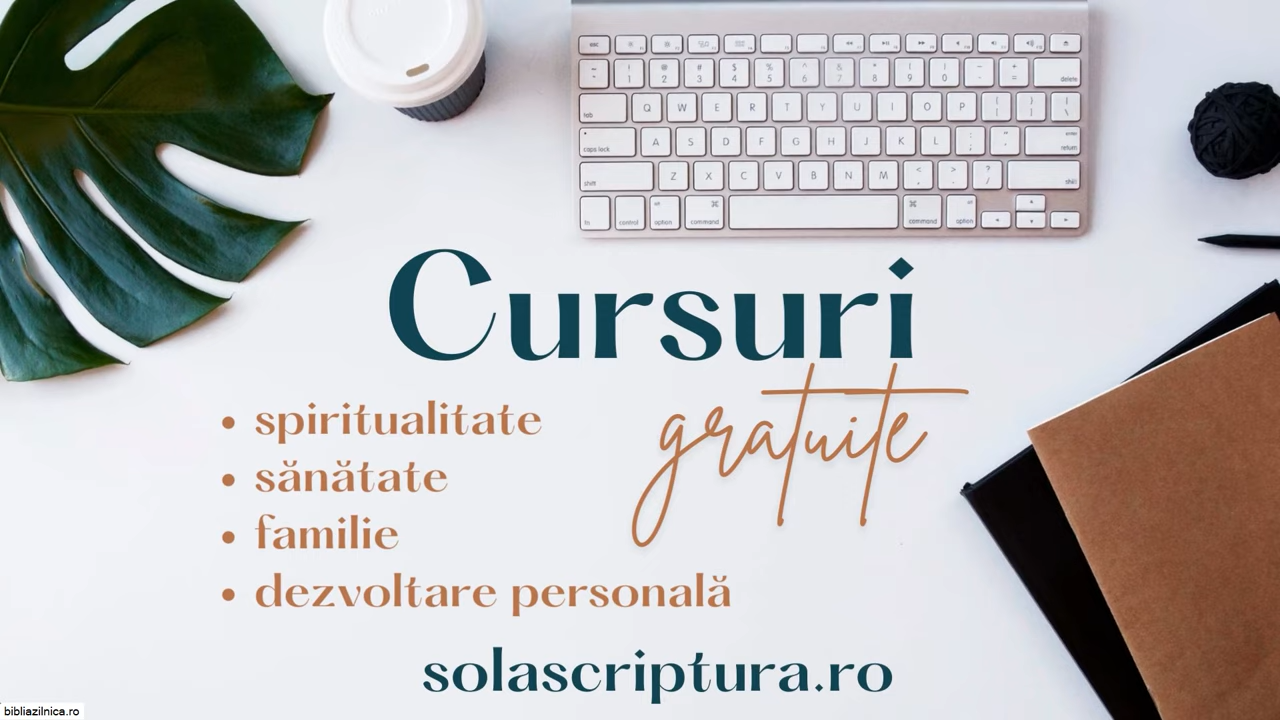 Cursuri
gratuite
• spiritualitate
• sănătate
• familie
• dezvoltare personală
solascriptura.ro
bibliazilnica.ro